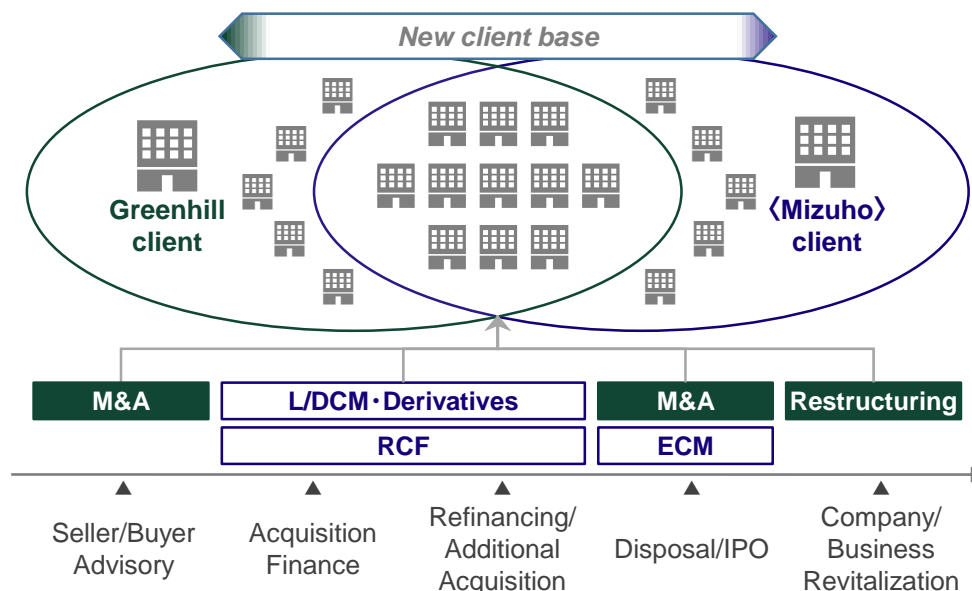 New client base
Greenhill
client
〈Mizuho〉
client
M&A
L/DCM･Derivatives
M&A
Restructuring
RCF
ECM
Seller/Buyer
Advisory
Acquisition
Finance
Refinancing/
Additional
Acquisition
Disposal/IPO
Company/
Business
Revitalization